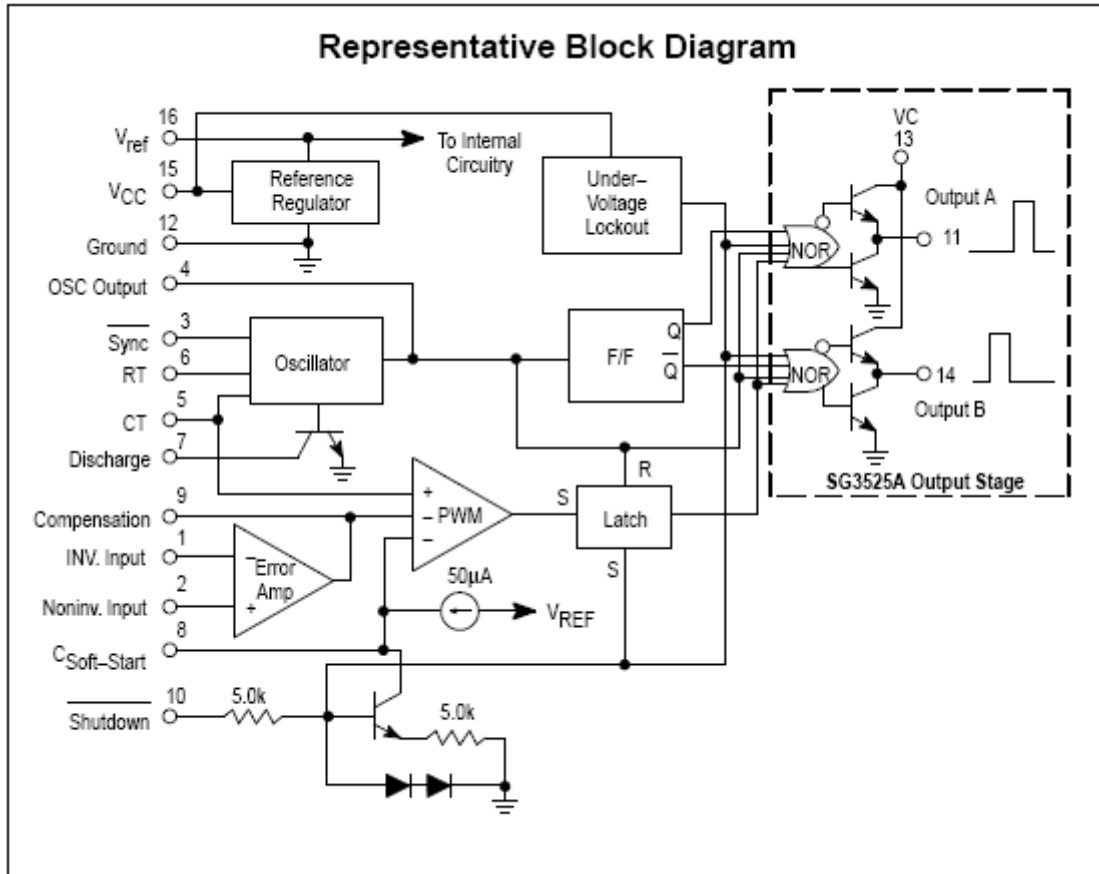 Representative Block Diagram
16
Vref
15
VCC
12
Ground
4
OSC Output
3
Sync
6
RT
5
CT
7
Discharge
9
Compensation
1
INV. Input
2
Noninv. Input
8
CSoft–Start
10
Shutdown
5.0k
5.0k
Reference
Regulator
To Internal
Circuitry
Under–
Voltage
Lockout
Oscillator
F/F
Q
Q
+
–
–
PWM
–
Error
Amp
+
50µA
VREF
S
R
Latch
S
VC
13
Output A
NOR
11
NOR
14
Output B
SG3525A Output Stage